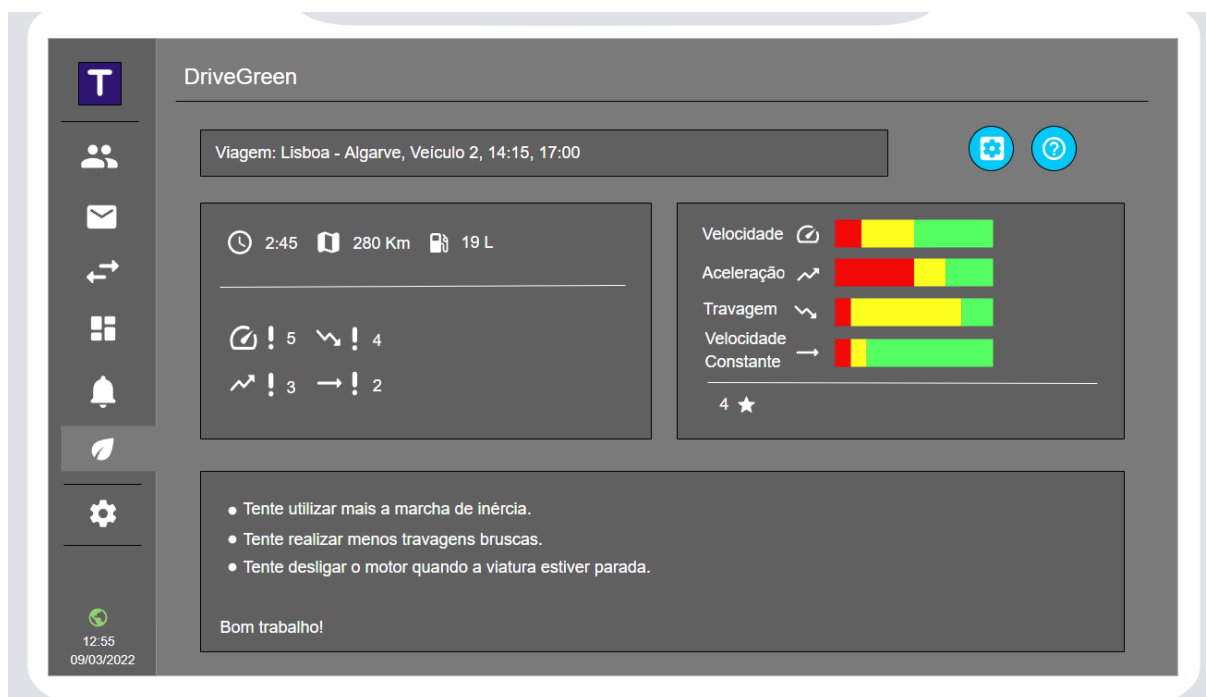 T
DriveGreen
Viagem: Lisboa - Algarve, Veículo 2, 14:15, 17:00
2:45 280 Km 19 L
5 4
3 2
Velocidade
Aceleração
Travagem
Velocidade
Constante
4
Tente utilizar mais a marcha de inércia.
Tente realizar menos travagens bruscas.
Tente desligar o motor quando a viatura estiver parada.
Bom trabalho!
12:55
09/03/2022